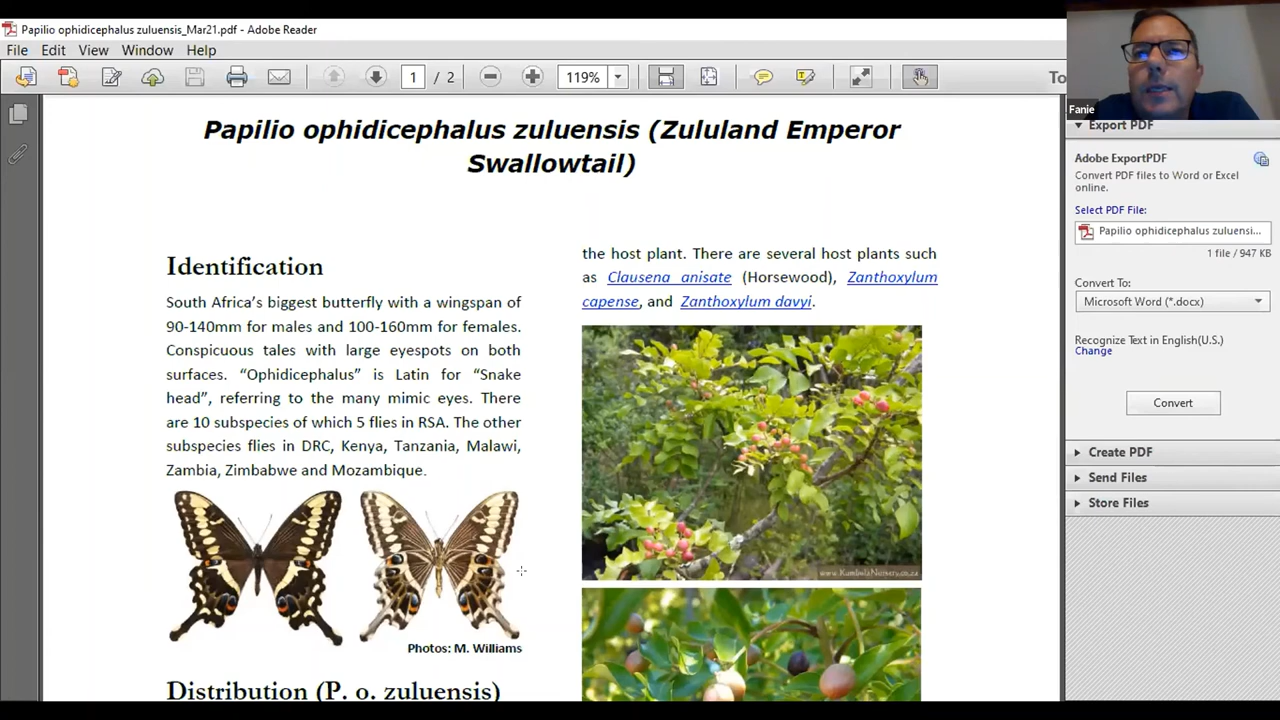 Papilio ophidicephalus zuluensis_Mar21.pdf - Adobe Reader
File Edit View Window Help
1 / 2
119%
To
Fanie
Papilio ophidicephalus zuluensis (Zululand Emperor
Swallowtail)
Identification
South Africa's biggest butterfly with a wingspan of
90-140mm for males and 100-160mm for females.
Conspicuous tales with large eyespots on both
surfaces. "Ophidicephalus" is Latin for "Snake
head", referring to the many mimic eyes. There
are 10 subspecies of which 5 flies in RSA. The other
subspecies flies in DRC, Kenya, Tanzania, Malawi,
Zambia, Zimbabwe and Mozambique.
Photos: M. Williams
Distribution (P. o. zuluensis)
the host plant. There are several host plants such
as Clausena anisate (Horsewood), Zanthoxylum
capense, and Zanthoxylum davyi.
www.KumbulaNursery.co.za
Export PDF
Adobe ExportPDF
Convert PDF files to Word or Excel
online.
Select PDF File:
Papilio ophidicephalus zuluensi...
1 file / 947 KB
Convert To:
Microsoft Word (*.docx)
Recognize Text in English(U.S.)
Change
Convert
Create PDF
Send Files
Store Files